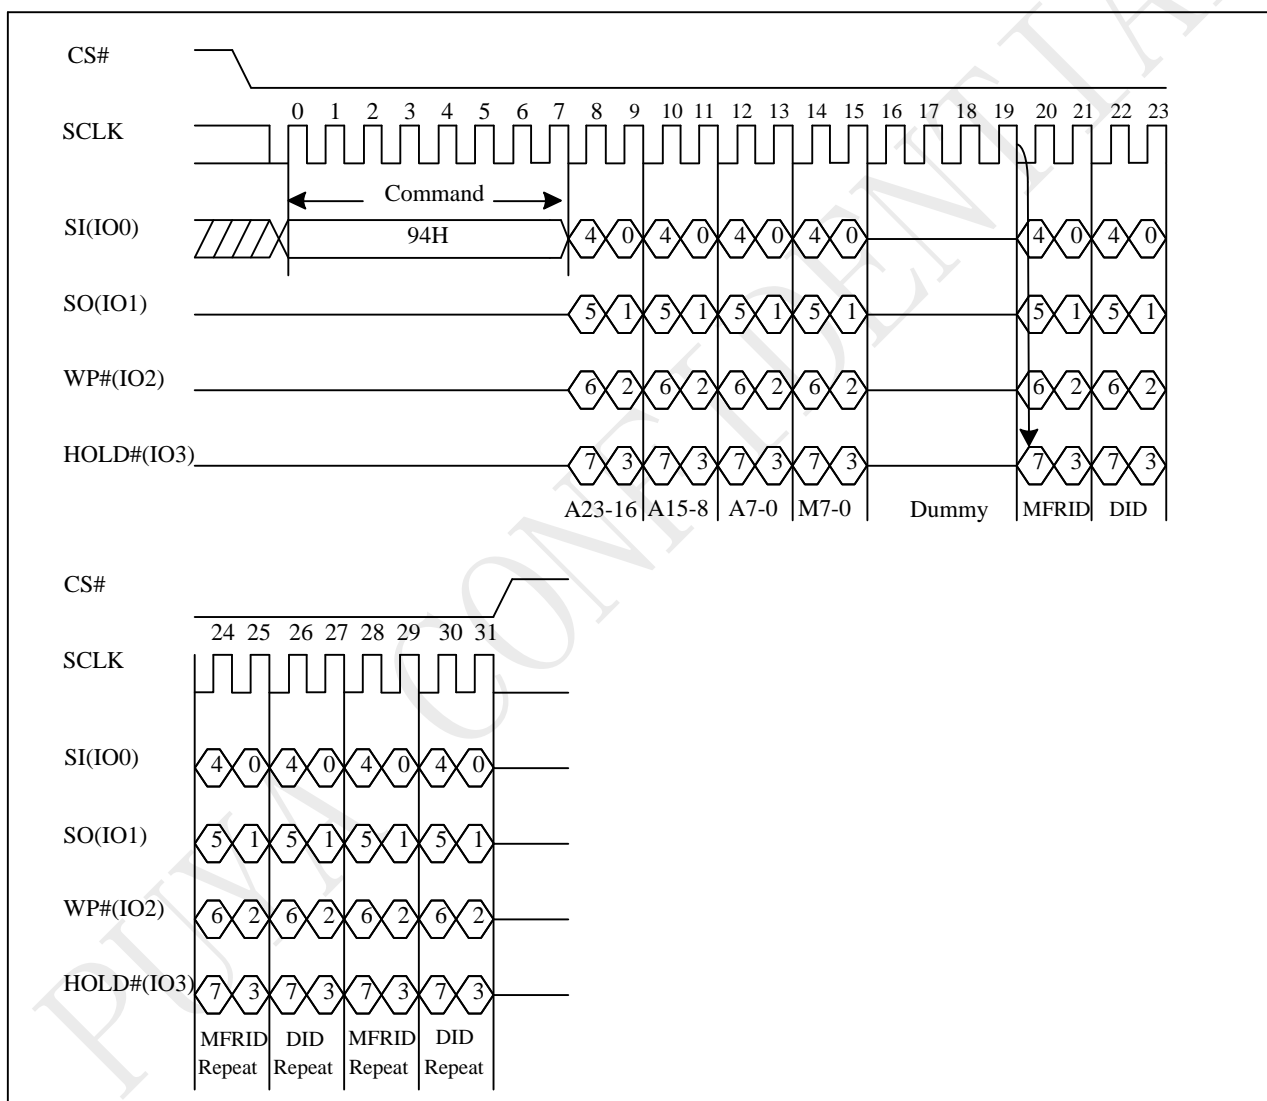 CS#
0 1 2 3 4 5 6 7 8 9 10 11 12 13 14 15 16 17 18 19 20 21 22 23
SCLK
Command
SI(IO0) 94H 4 0 4 0 4 0 4 0 4 0 4 0
SO(IO1) 5 1 5 1 5 1 5 1 5 1 5 1
WP#(IO2) 6 2 6 2 6 2 6 2 6 2 6 2
HOLD#(IO3) 7 3 7 3 7 3 7 3 7 3 7 3
A23-16 A15-8 A7-0 M7-0 Dummy MFRID DID
CS#
24 25 26 27 28 29 30 31
SCLK
SI(IO0) 4 0 4 0 4 0 4 0
SO(IO1) 5 1 5 1 5 1 5 1
WP#(IO2) 6 2 6 2 6 2 6 2
HOLD#(IO3) 7 3 7 3 7 3 7 3
MFRID DID MFRID DID
Repeat Repeat Repeat Repeat
PUYA CONFIDENTIAL